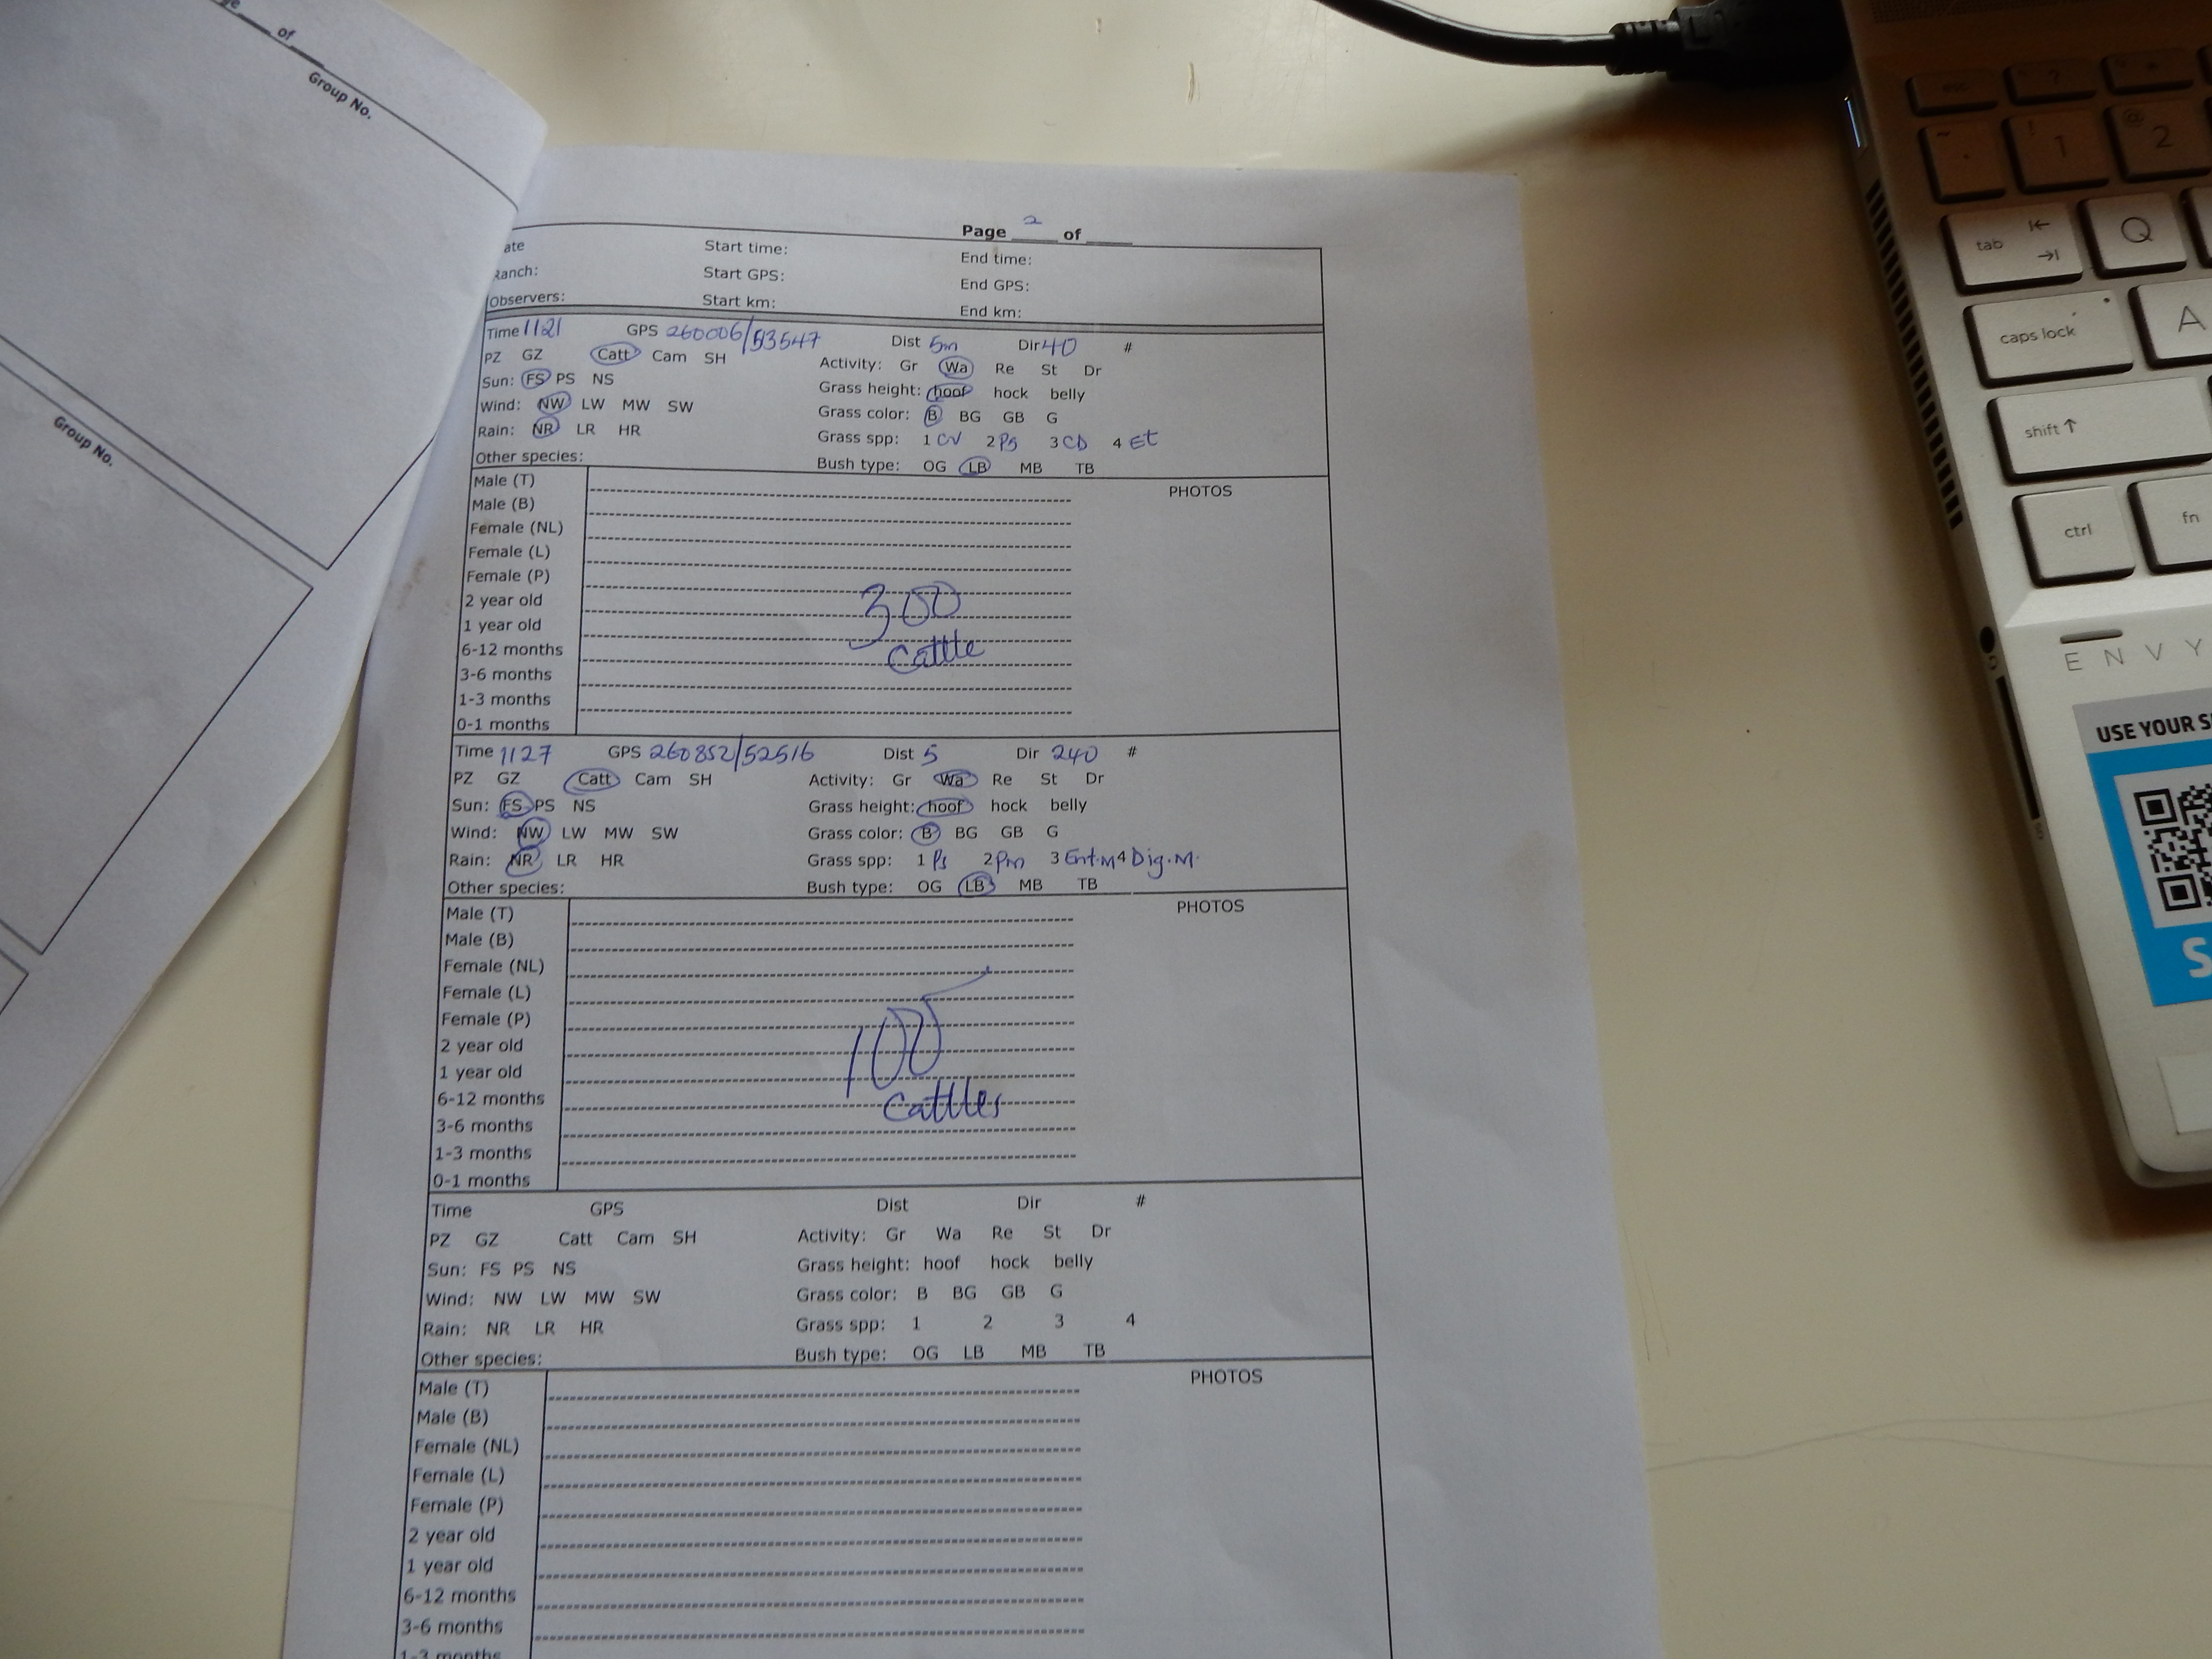 of
Group No.
Group No.
Page 2 of
ate Start time: End time:
Ranch: Start GPS: End GPS:
Observers: Start km: End km:
Time 1121 GPS 260006/53547 Dist 5m Dir 40 #
PZ GZ Catt Cam SH Activity: Gr Wa Re St Dr
Sun: FS PS NS Grass height: hoof hock belly
Wind: NW LW MW SW Grass color: B BG GB G
Rain: NR LR HR Grass spp: 1 CV 2 Ps 3 CD 4 Et
Other species: Bush type: OG LB MB TB
Male (T) PHOTOS
Male (B)
Female (NL)
Female (L)
Female (P)
2 year old 300
1 year old
6-12 months cattle
3-6 months
1-3 months
0-1 months
Time 1127 GPS 260852/52516 Dist 5 Dir 240 #
PZ GZ Catt Cam SH Activity: Gr Wa Re St Dr
Sun: FS PS NS Grass height: hoof hock belly
Wind: NW LW MW SW Grass color: B BG GB G
Rain: NR LR HR Grass spp: 1 Ps 2 Pm 3 Ent.M 4 Dig.M.
Other species: Bush type: OG LB MB TB
Male (T) PHOTOS
Male (B)
Female (NL)
Female (L)
Female (P)
2 year old 100
1 year old
6-12 months cattles
3-6 months
1-3 months
0-1 months
Time GPS Dist Dir #
PZ GZ Catt Cam SH Activity: Gr Wa Re St Dr
Sun: FS PS NS Grass height: hoof hock belly
Wind: NW LW MW SW Grass color: B BG GB G
Rain: NR LR HR Grass spp: 1 2 3 4
Other species: Bush type: OG LB MB TB
Male (T) PHOTOS
Male (B)
Female (NL)
Female (L)
Female (P)
2 year old
1 year old
6-12 months
3-6 months
1-3 months
esc ?
~ ! 1 @ 2
tab Q
caps lock A
shift
ctrl fn
ENVY
USE YOUR S
S